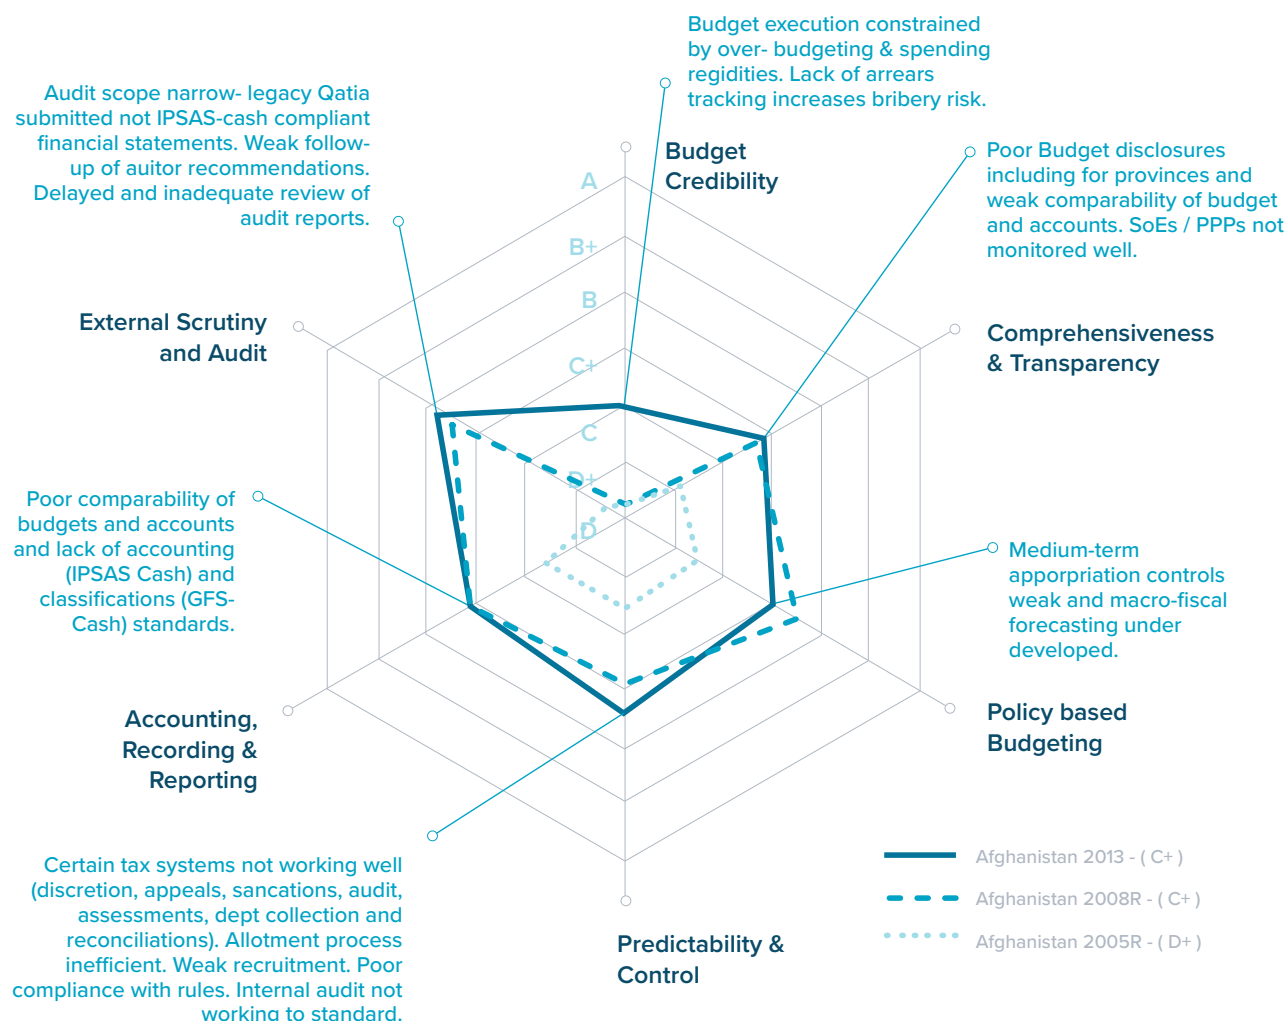 Budget execution constrained
by over- budgeting & spending
regidities. Lack of arrears
tracking increases bribery risk.
Audit scope narrow- legacy Qatia
submitted not IPSAS-cash compliant
financial statements. Weak follow-
up of auitor recommendations.
Delayed and inadequate review of
audit reports.
Budget
Credibility
Poor Budget disclosures
including for provinces and
weak comparability of budget
and accounts. SoEs / PPPs not
monitored well.
A
B+
B
C+
C
D+
D
External Scrutiny
and Audit
Comprehensiveness
& Transparency
Poor comparability of
budgets and accounts
and lack of accounting
(IPSAS Cash) and
classifications (GFS-
Cash) standards.
Medium-term
apporpriation controls
weak and macro-fiscal
forecasting under
developed.
Accounting,
Recording &
Reporting
Policy based
Budgeting
Certain tax systems not working well
(discretion, appeals, sancations, audit,
assessments, dept collection and
reconciliations). Allotment process
inefficient. Weak recruitment. Poor
compliance with rules. Internal audit not
working to standard.
Predictability &
Control
Afghanistan 2013 - ( C+ )
Afghanistan 2008R - ( C+ )
Afghanistan 2005R - ( D+ )